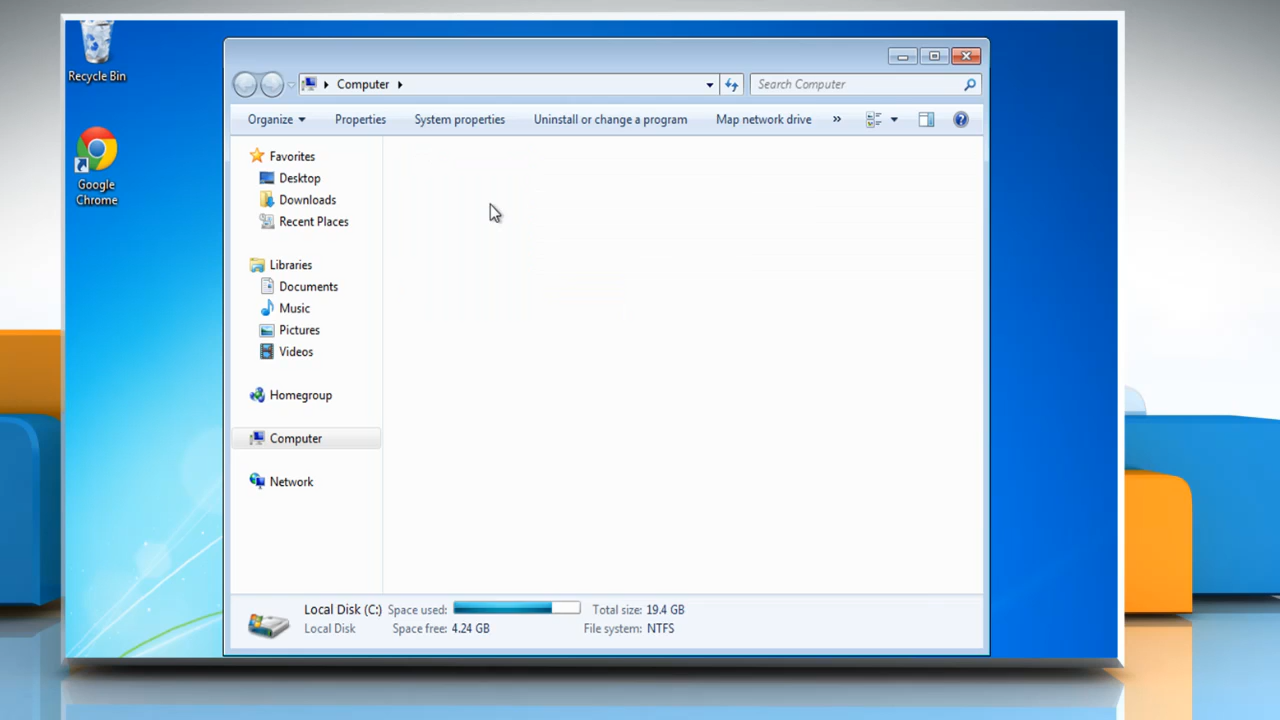 Recycle Bin
Google
Chrome
Computer
Search Computer
Organize
Properties
System properties
Uninstall or change a program
Map network drive
»
Favorites
Desktop
Downloads
Recent Places
Libraries
Documents
Music
Pictures
Videos
Homegroup
Computer
Network
Local Disk (C:) Space used: Total size: 19.4 GB
Local Disk Space free: 4.24 GB File system: NTFS